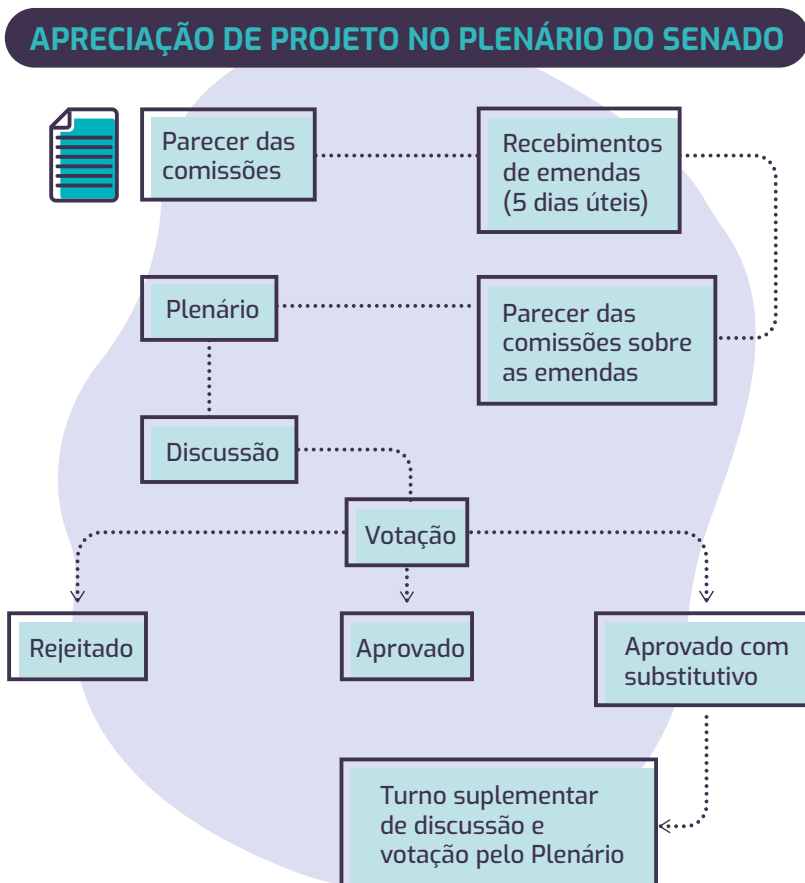 APRECIAÇÃO DE PROJETO NO PLENÁRIO DO SENADO
Parecer das
comissões
Recebimentos
de emendas
(5 dias úteis)
Parecer das
comissões sobre
as emendas
Plenário
Discussão
Votação
Rejeitado
Aprovado
Aprovado com
substitutivo
Turno suplementar
de discussão e
votação pelo Plenário